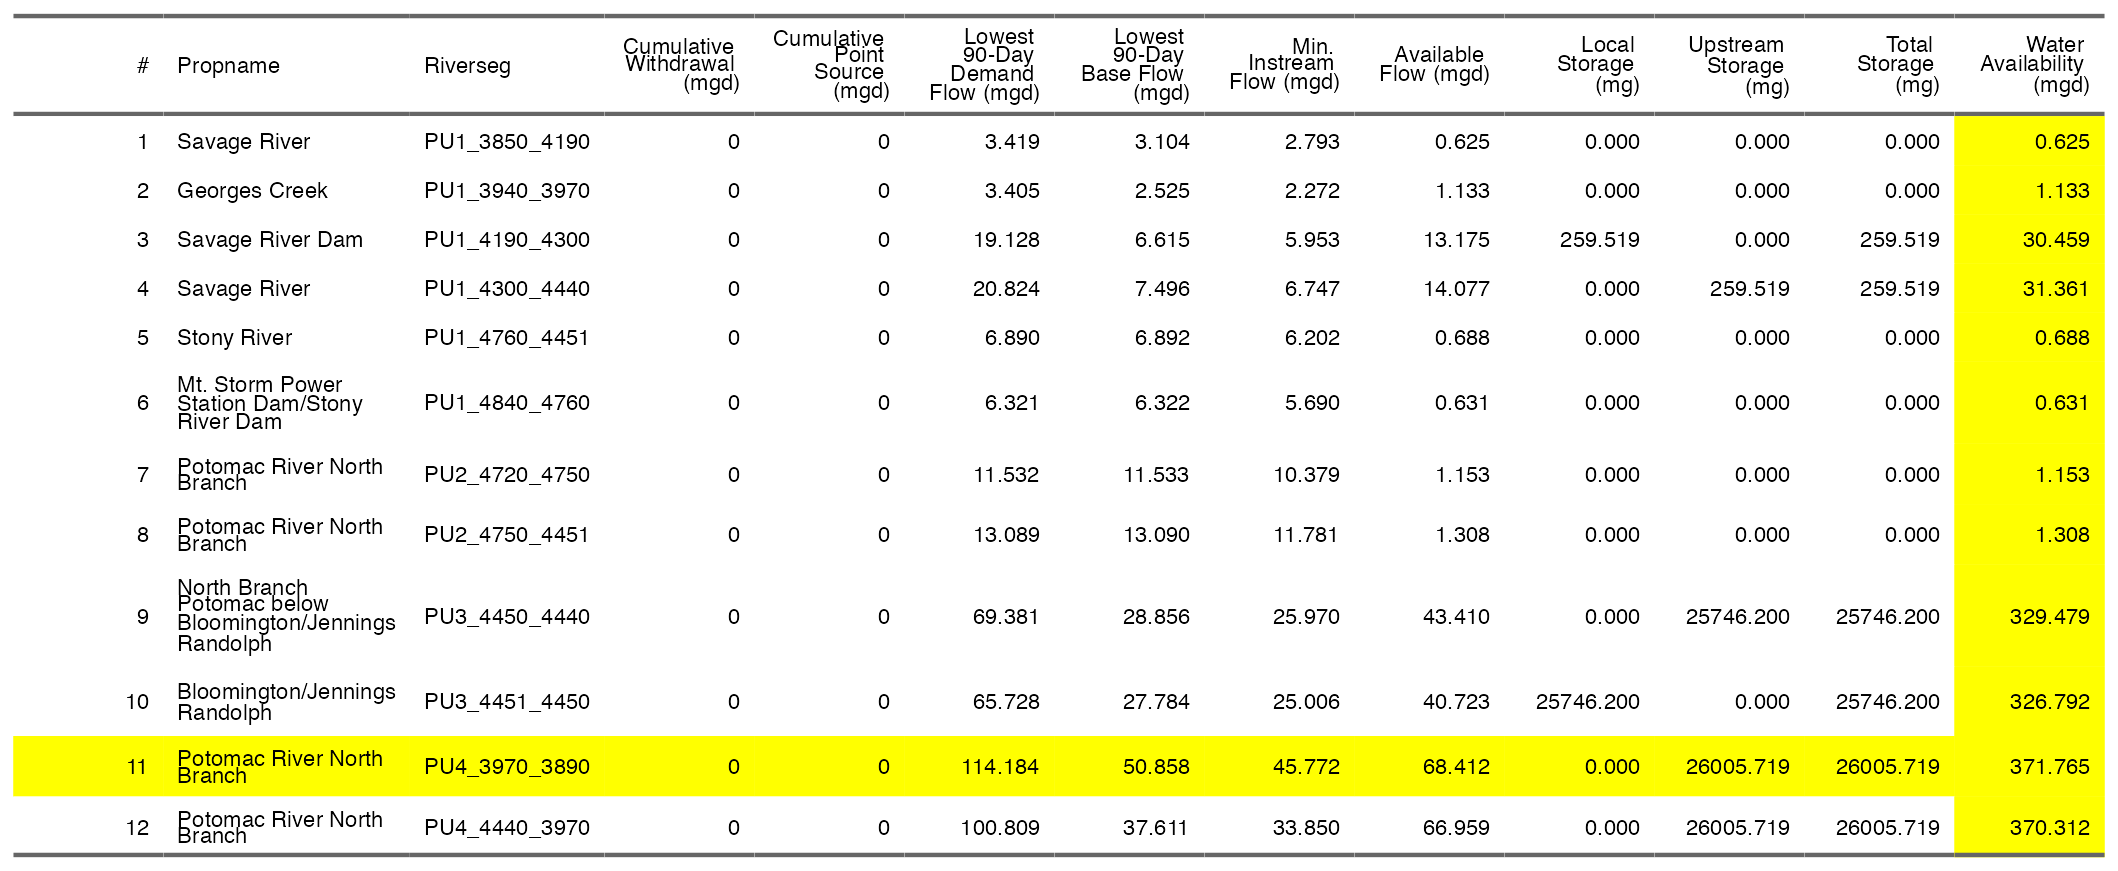 # Propname Riverseg Cumulative Withdrawal (mgd) Cumulative Point Source (mgd) Lowest 90-Day Demand Flow (mgd) Lowest 90-Day Base Flow (mgd) Min. Instream Flow (mgd) Available Flow (mgd) Local Storage (mg) Upstream Storage (mg) Total Storage (mg) Water Availability (mgd)
1 Savage River PU1_3850_4190 0 0 3.419 3.104 2.793 0.625 0.000 0.000 0.000 0.625
2 Georges Creek PU1_3940_3970 0 0 3.405 2.525 2.272 1.133 0.000 0.000 0.000 1.133
3 Savage River Dam PU1_4190_4300 0 0 19.128 6.615 5.953 13.175 259.519 0.000 259.519 30.459
4 Savage River PU1_4300_4440 0 0 20.824 7.496 6.747 14.077 0.000 259.519 259.519 31.361
5 Stony River PU1_4760_4451 0 0 6.890 6.892 6.202 0.688 0.000 0.000 0.000 0.688
6 Mt. Storm Power Station Dam/Stony River Dam PU1_4840_4760 0 0 6.321 6.322 5.690 0.631 0.000 0.000 0.000 0.631
7 Potomac River North Branch PU2_4720_4750 0 0 11.532 11.533 10.379 1.153 0.000 0.000 0.000 1.153
8 Potomac River North Branch PU2_4750_4451 0 0 13.089 13.090 11.781 1.308 0.000 0.000 0.000 1.308
9 North Branch Potomac below Bloomington/Jennings Randolph PU3_4450_4440 0 0 69.381 28.856 25.970 43.410 0.000 25746.200 25746.200 329.479
10 Bloomington/Jennings Randolph PU3_4451_4450 0 0 65.728 27.784 25.006 40.723 25746.200 0.000 25746.200 326.792
11 Potomac River North Branch PU4_3970_3890 0 0 114.184 50.858 45.772 68.412 0.000 26005.719 26005.719 371.765
12 Potomac River North Branch PU4_4440_3970 0 0 100.809 37.611 33.850 66.959 0.000 26005.719 26005.719 370.312